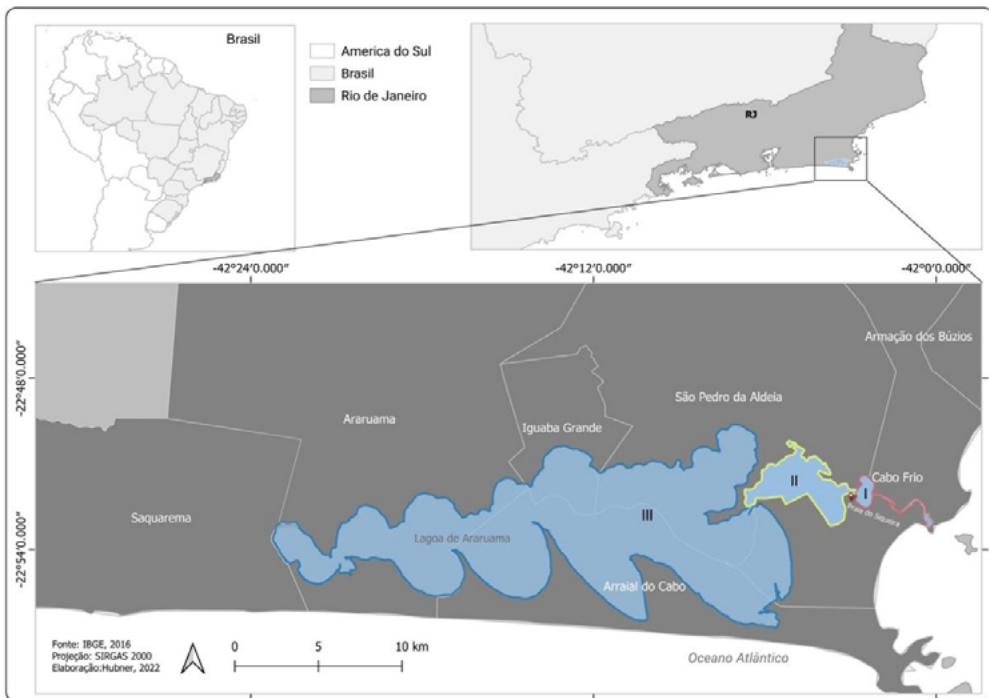 Brasil
America do Sul
Brasil
Rio de Janeiro
RJ
-42°24'0.000"
-42°12'0.000"
-42°0'0.000"
-22°48'0.000"
-22°54'0.000"
Armação dos Búzios
São Pedro da Aldeia
Araruama
Iguaba Grande
Cabo Frio
II
I
Praia do Siqueira
Saquarema
III
Lagoa de Araruama
Arraial do Cabo
Fonte: IBGE, 2016
Projeção: SIRGAS 2000
Elaboração:Hubner, 2022
0 5 10 km
Oceano Atlântico